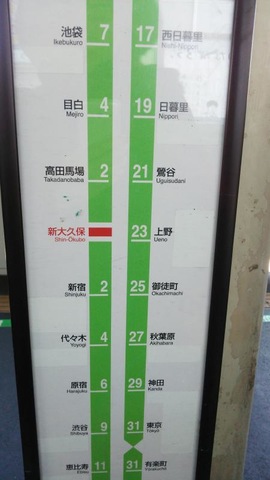 池袋
Ikebukuro
7
目白
Mejiro
4
高田馬場
Takadanobaba
2
新大久保
Shin-Ōkubo
新宿
Shinjuku
2
代々木
Yoyogi
4
原宿
Harajuku
6
渋谷
Shibuya
9
恵比寿
Ebisu
11
17
西日暮里
Nishi-Nippori
19
日暮里
Nippori
21
鶯谷
Uguisudani
23
上野
Ueno
25
御徒町
Okachimachi
27
秋葉原
Akihabara
29
神田
Kanda
31
東京
Tokyo
31
有楽町
Yūrakuchō